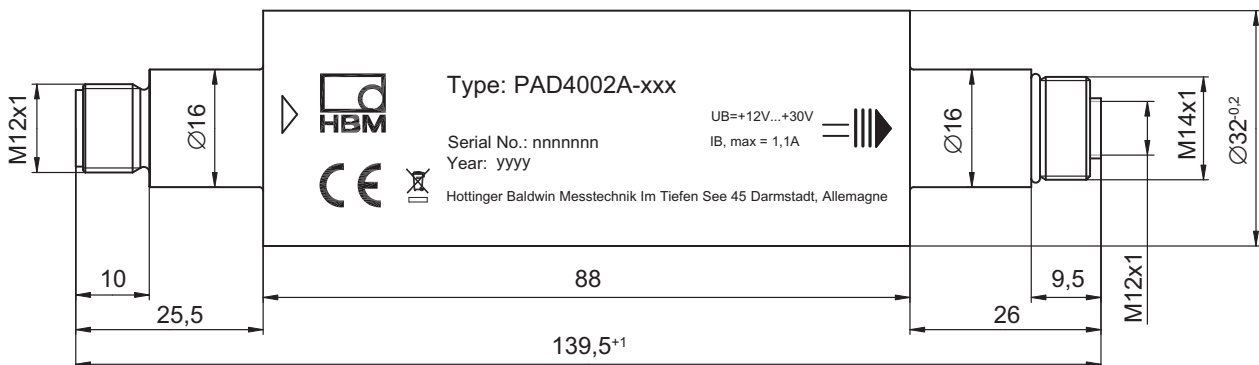 M12x1
Ø16
HBM
CE
Type: PAD4002A-xxx
Serial No.: nnnnnnn
Year: yyyy
UB=+12V...+30V
IB, max = 1,1A
Hottinger Baldwin Messtechnik Im Tiefen See 45 Darmstadt, Allemagne
Ø16
M14x1
Ø32-0,2
M12x1
10
88
9,5
25,5
26
139,5+1